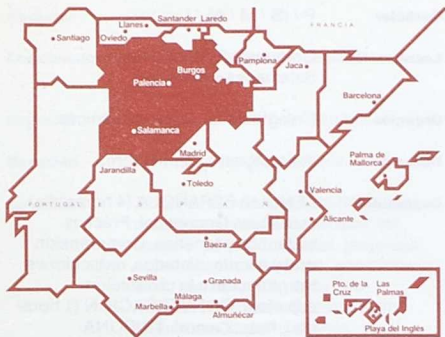 Santander Laredo
Llanes
FRANCIA
Santiago
Oviedo
Pamplona
Burgos
Jaca
Palencia
Barcelona
Salamanca
Madrid
Palma de
Mallorca
Jarandilla
Toledo
PORTUGAL
Valencia
Alicante
Baeza
Sevilla
Granada
Málaga
Marbella
Almuñécar
Pto. de la
Cruz
Las
Palmas
Playa del Inglés